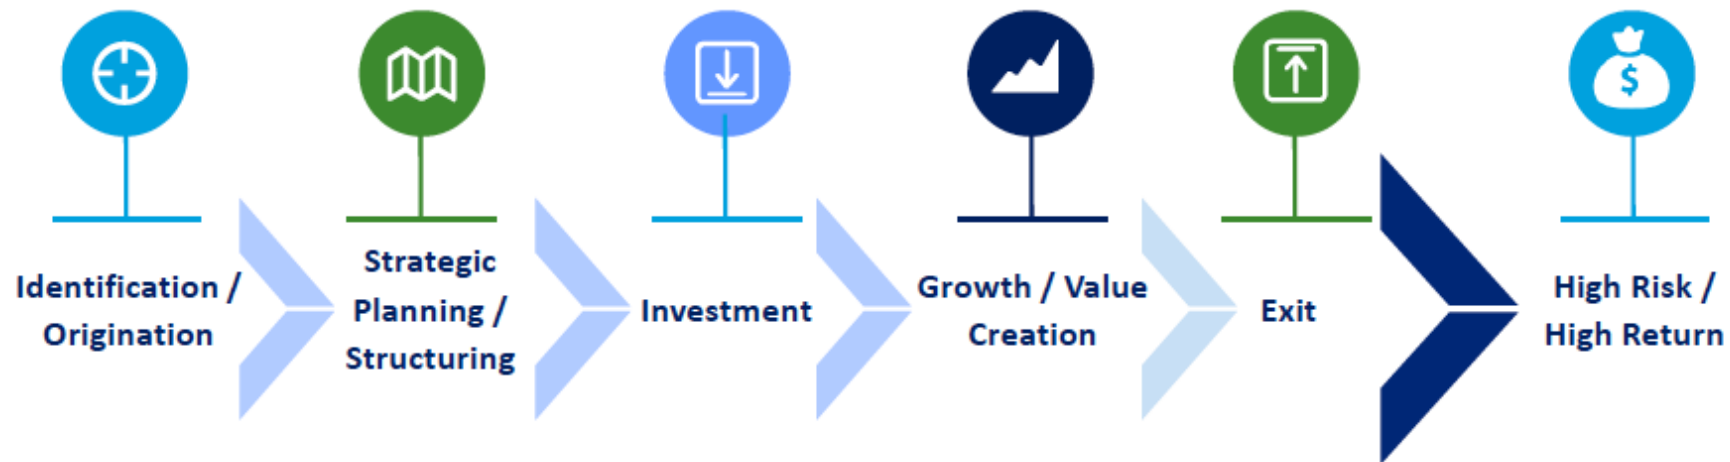 Identification /
Origination
Strategic
Planning /
Structuring
Investment
Growth / Value
Creation
Exit
$
High Risk /
High Return